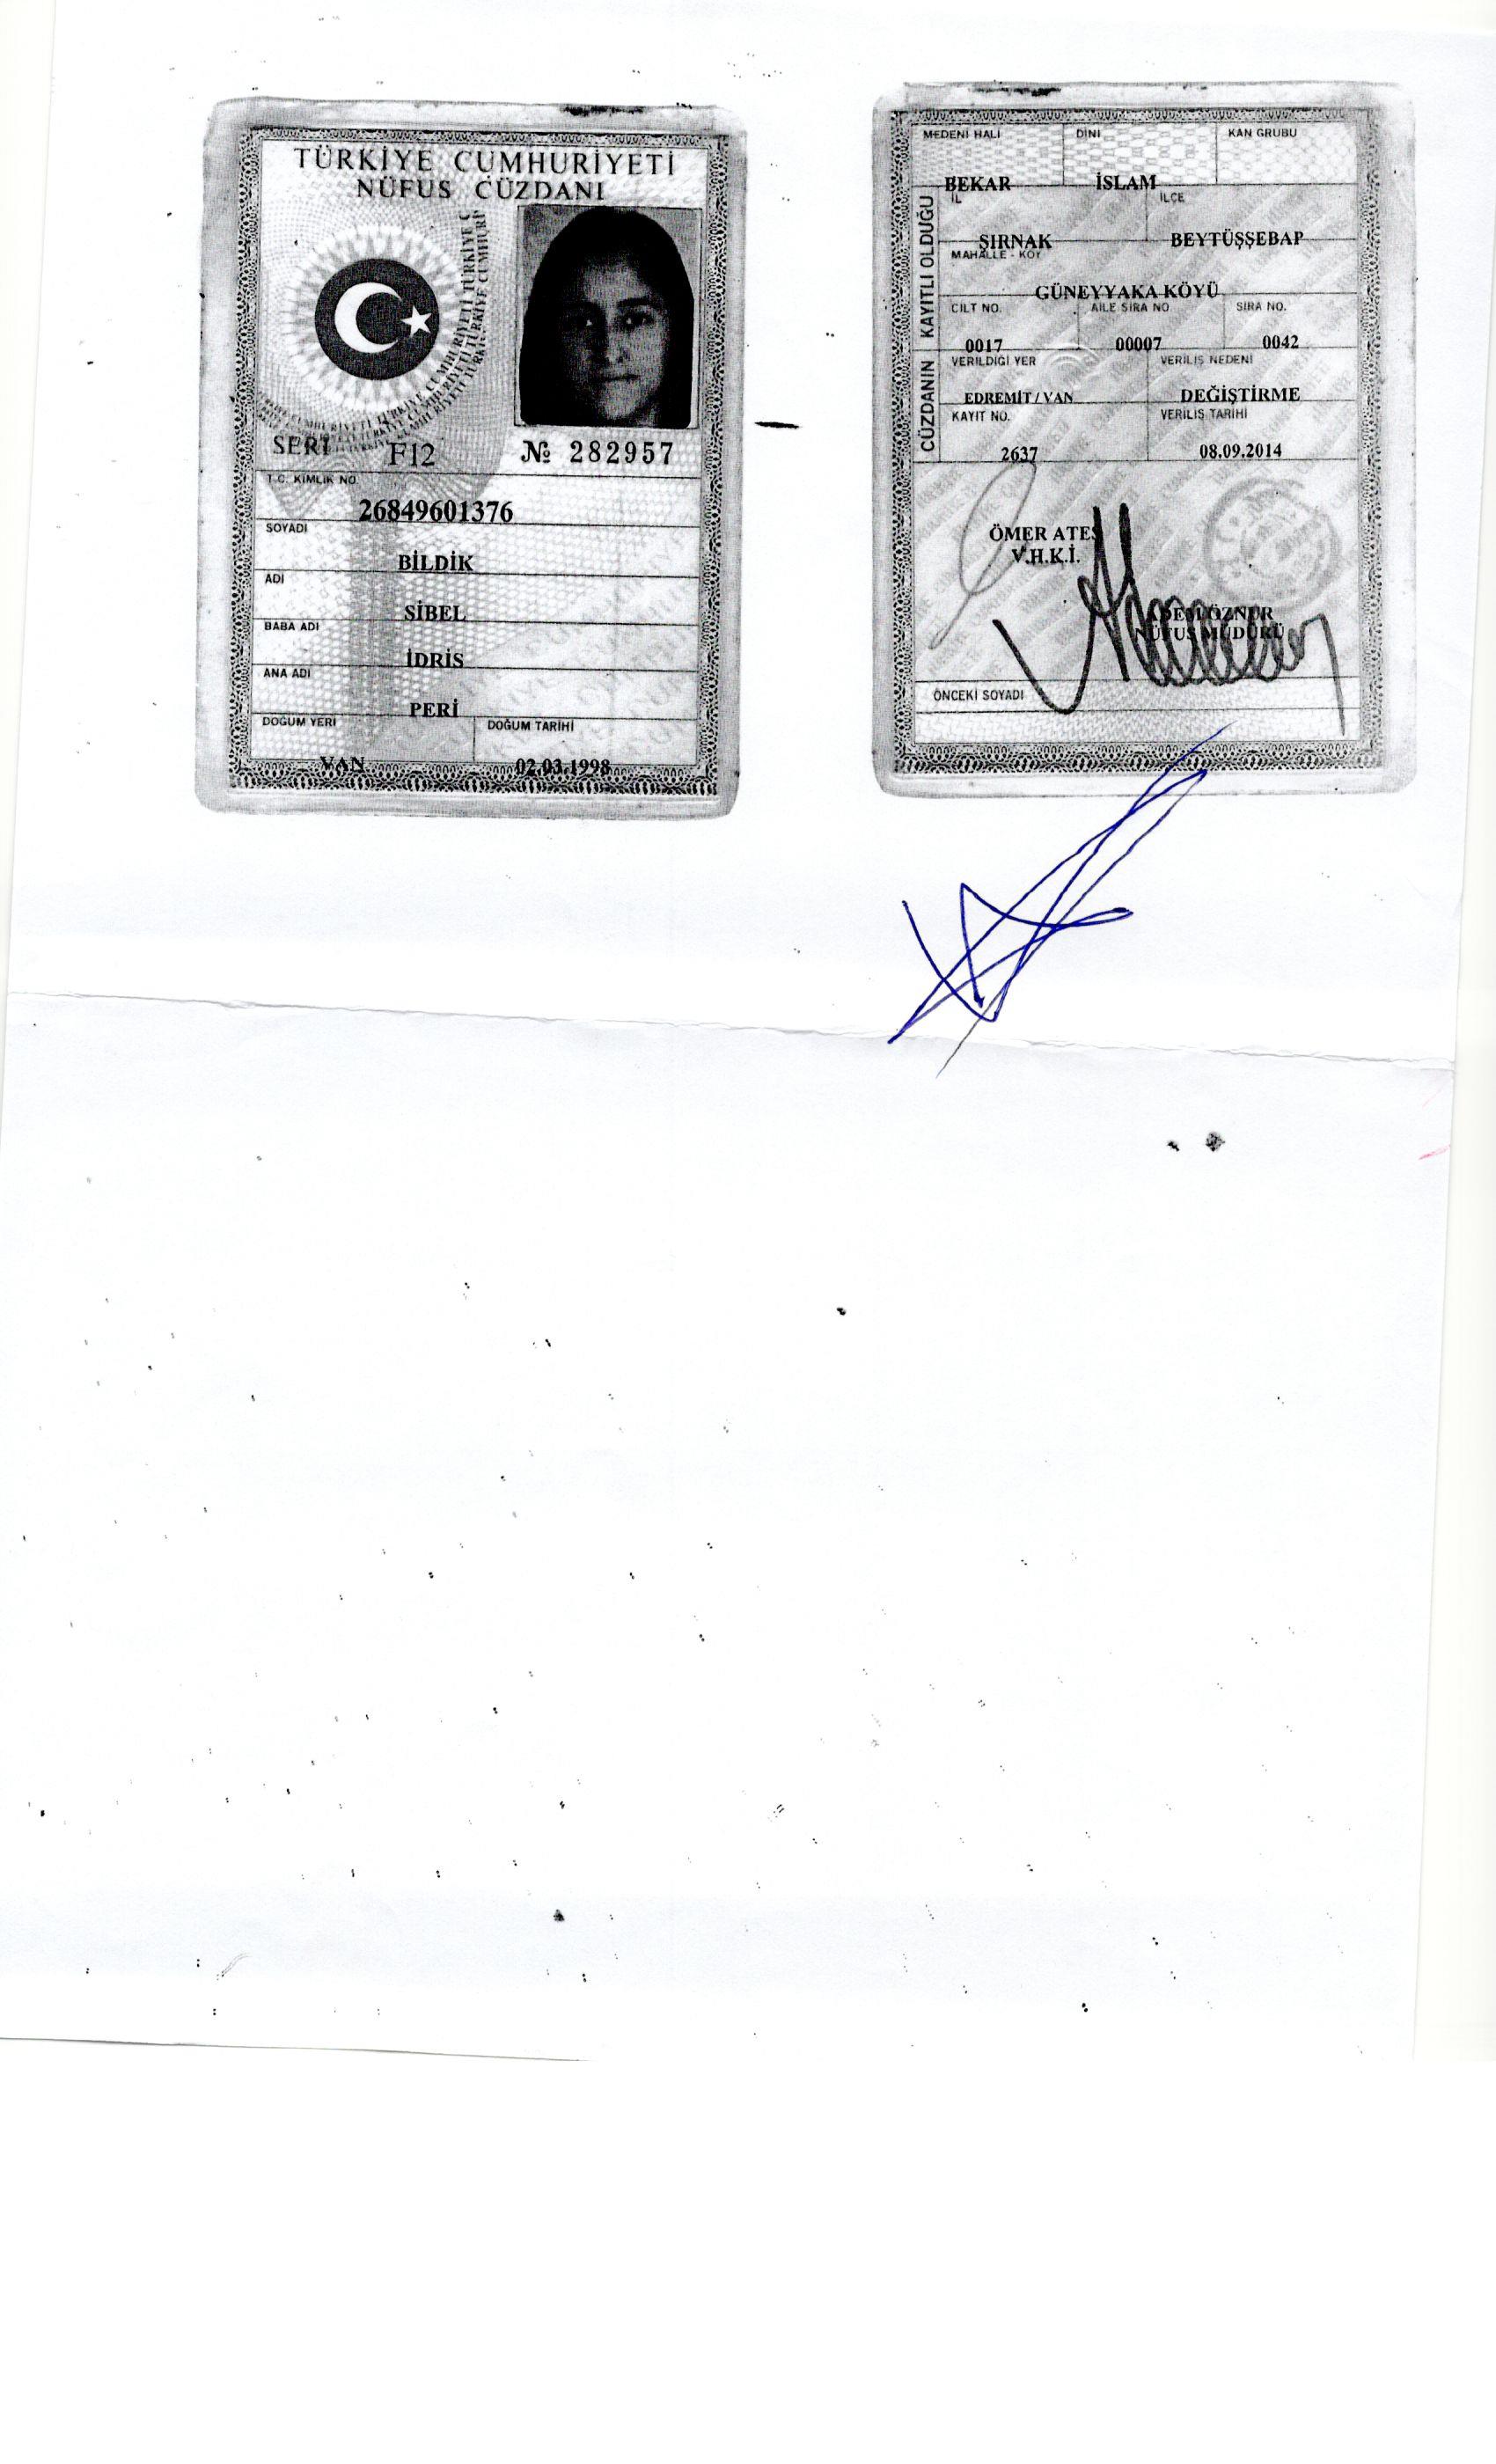 TÜRKİYE CUMHURİYETİ
NÜFUS CÜZDANI
SERİ F12 № 282957
T.C. KİMLİK NO.
26849601376
SOYADI
BİLDİK
ADI
SİBEL
BABA ADI
İDRİS
ANA ADI
PERİ
DOĞUM YERİ DOĞUM TARİHİ
VAN 02.03.1998
MEDENİ HALİ DİNİ KAN GRUBU
BEKAR İSLAM
CÜZDANIN KAYITLI OLDUĞU
İL İLÇE
ŞIRNAK BEYTÜŞŞEBAP
MAHALLE - KÖY
GÜNEYYAKA KÖYÜ
CİLT NO. AİLE SIRA NO SIRA NO.
0017 00007 0042
VERİLDİĞİ YER VERİLİŞ NEDENİ
EDREMİT / VAN DEĞİŞTİRME
KAYIT NO. VERİLİŞ TARİHİ
2637 08.09.2014
ÖMER ATEŞ
V.H.K.İ.
NÜFUS MÜDÜRÜ
ÖNCEKİ SOYADI